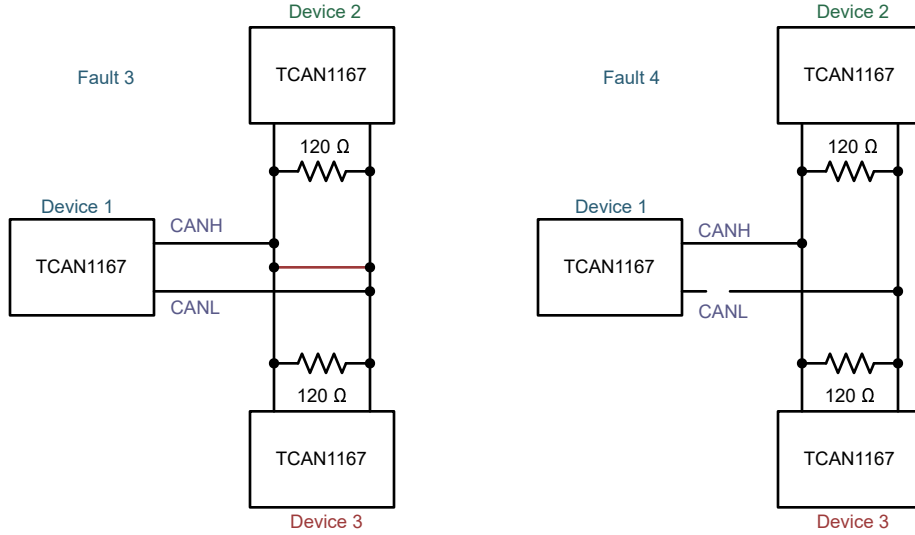 Device 2
TCAN1167
Fault 3
120 Ω
Device 1
CANH
TCAN1167
CANL
120 Ω
TCAN1167
Device 3
Device 2
TCAN1167
Fault 4
120 Ω
Device 1
CANH
TCAN1167
CANL
120 Ω
TCAN1167
Device 3